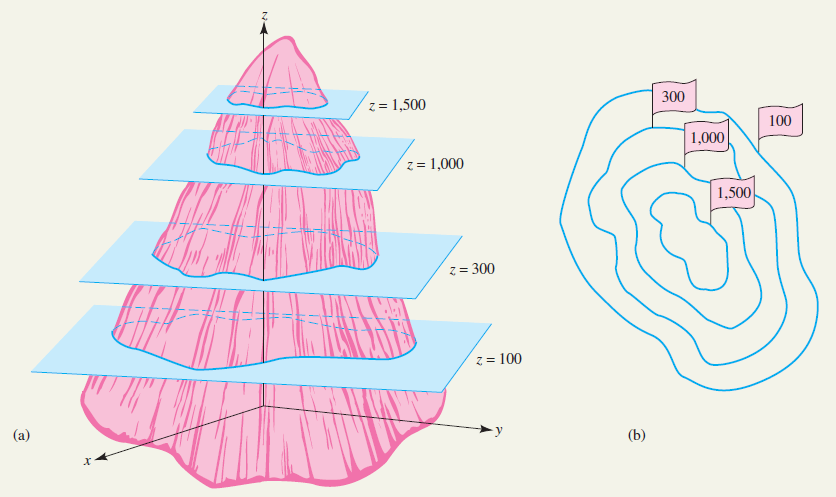 z
z = 1,500
z = 1,000
z = 300
z = 100
y
x
(a)
300
100
1,000
1,500
(b)